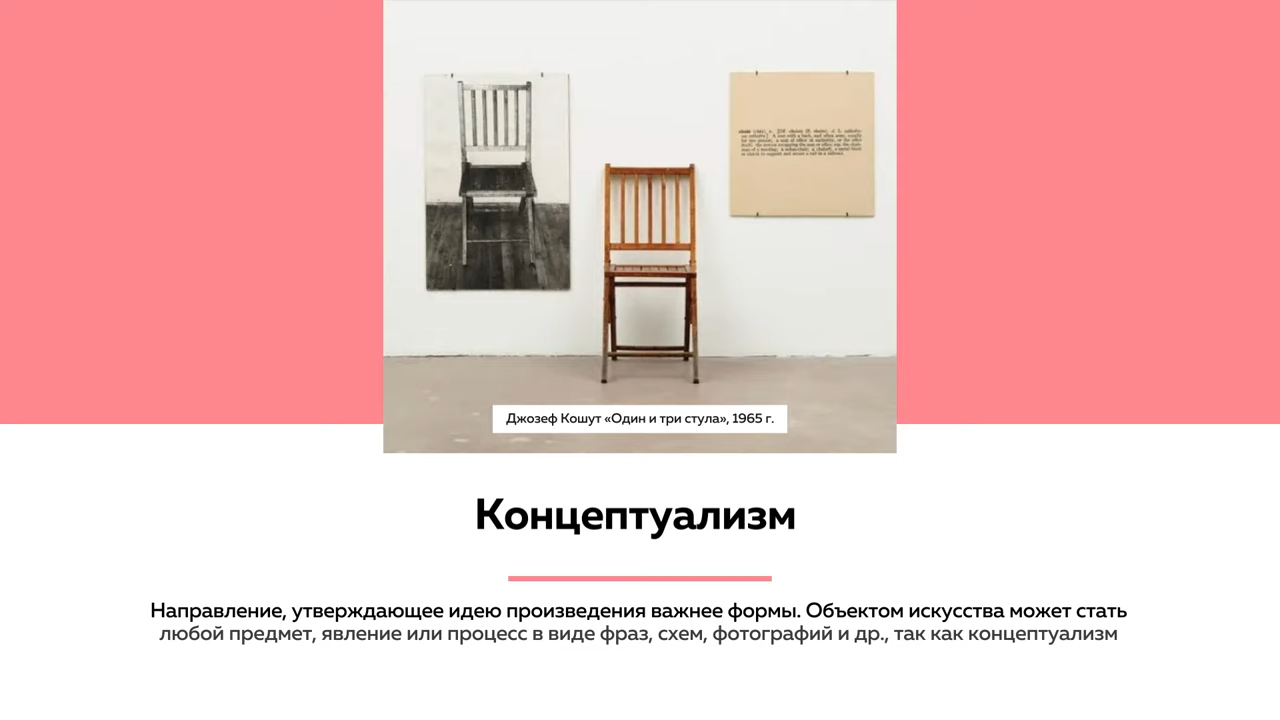 Джозеф Кошут «Один и три стула», 1965 г.
Концептуализм
Направление, утверждающее идею произведения важнее формы. Объектом искусства может стать
любой предмет, явление или процесс в виде фраз, схем, фотографий и др., так как концептуализм